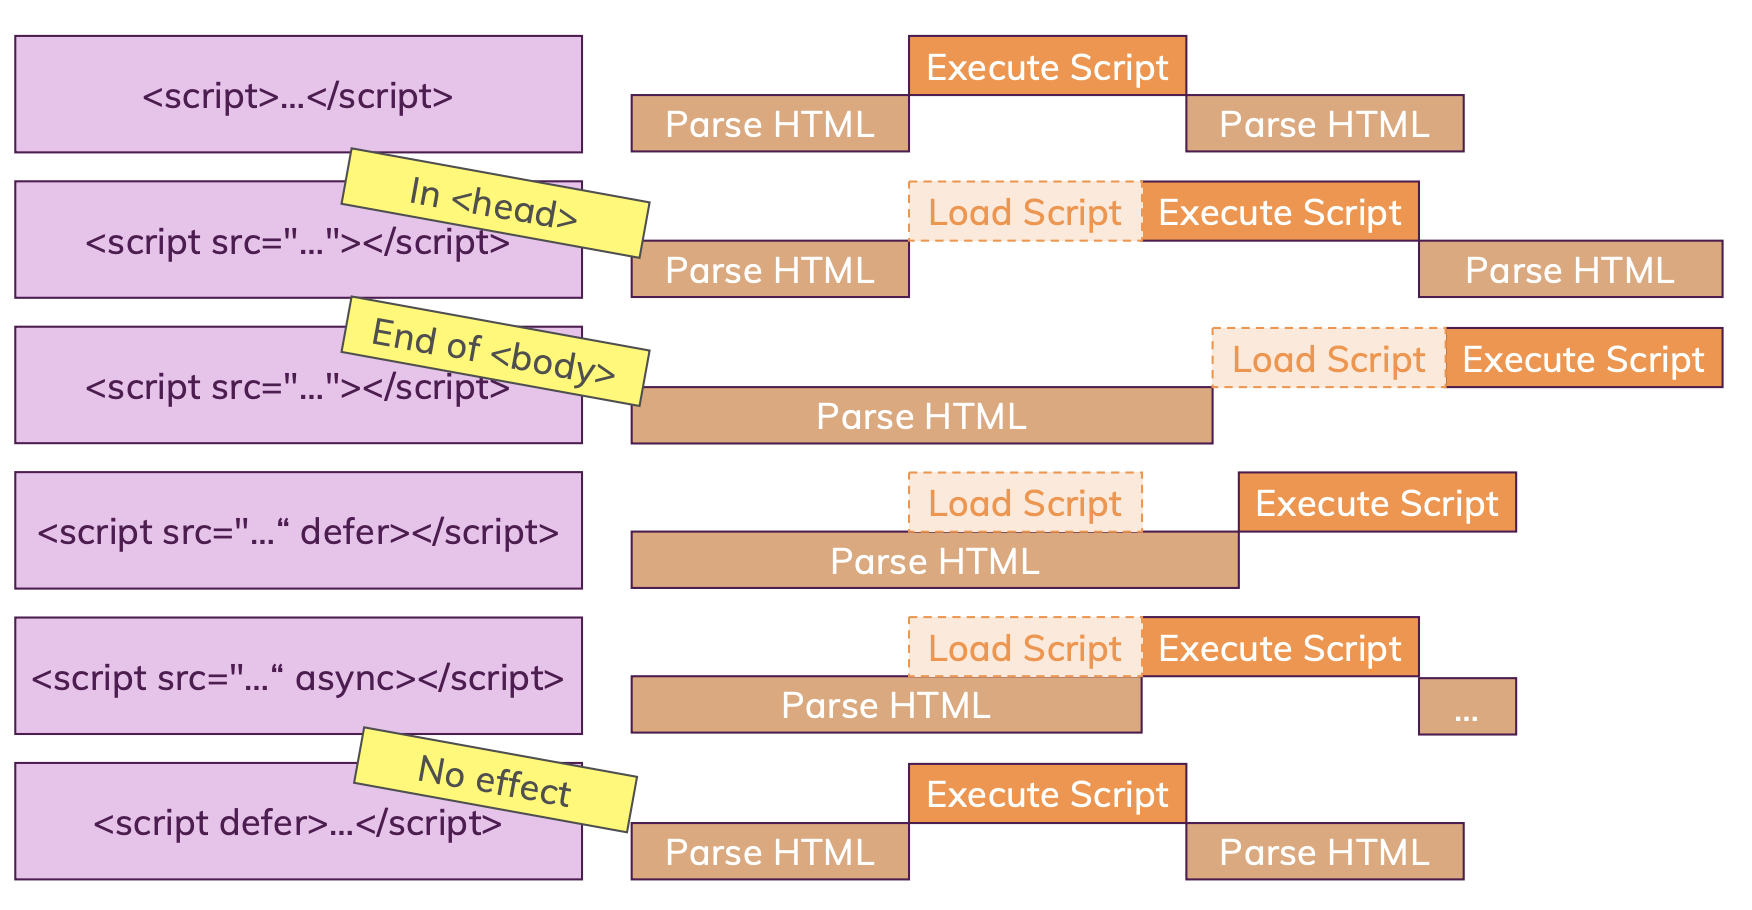 <script>...</script>
Execute Script
Parse HTML
Parse HTML
In <head>
<script src="..."></script>
Load Script
Execute Script
Parse HTML
Parse HTML
End of <body>
<script src="..."></script>
Load Script
Execute Script
Parse HTML
<script src="...“ defer></script>
Load Script
Execute Script
Parse HTML
<script src="...“ async></script>
Load Script
Execute Script
Parse HTML
...
No effect
<script defer>...</script>
Execute Script
Parse HTML
Parse HTML